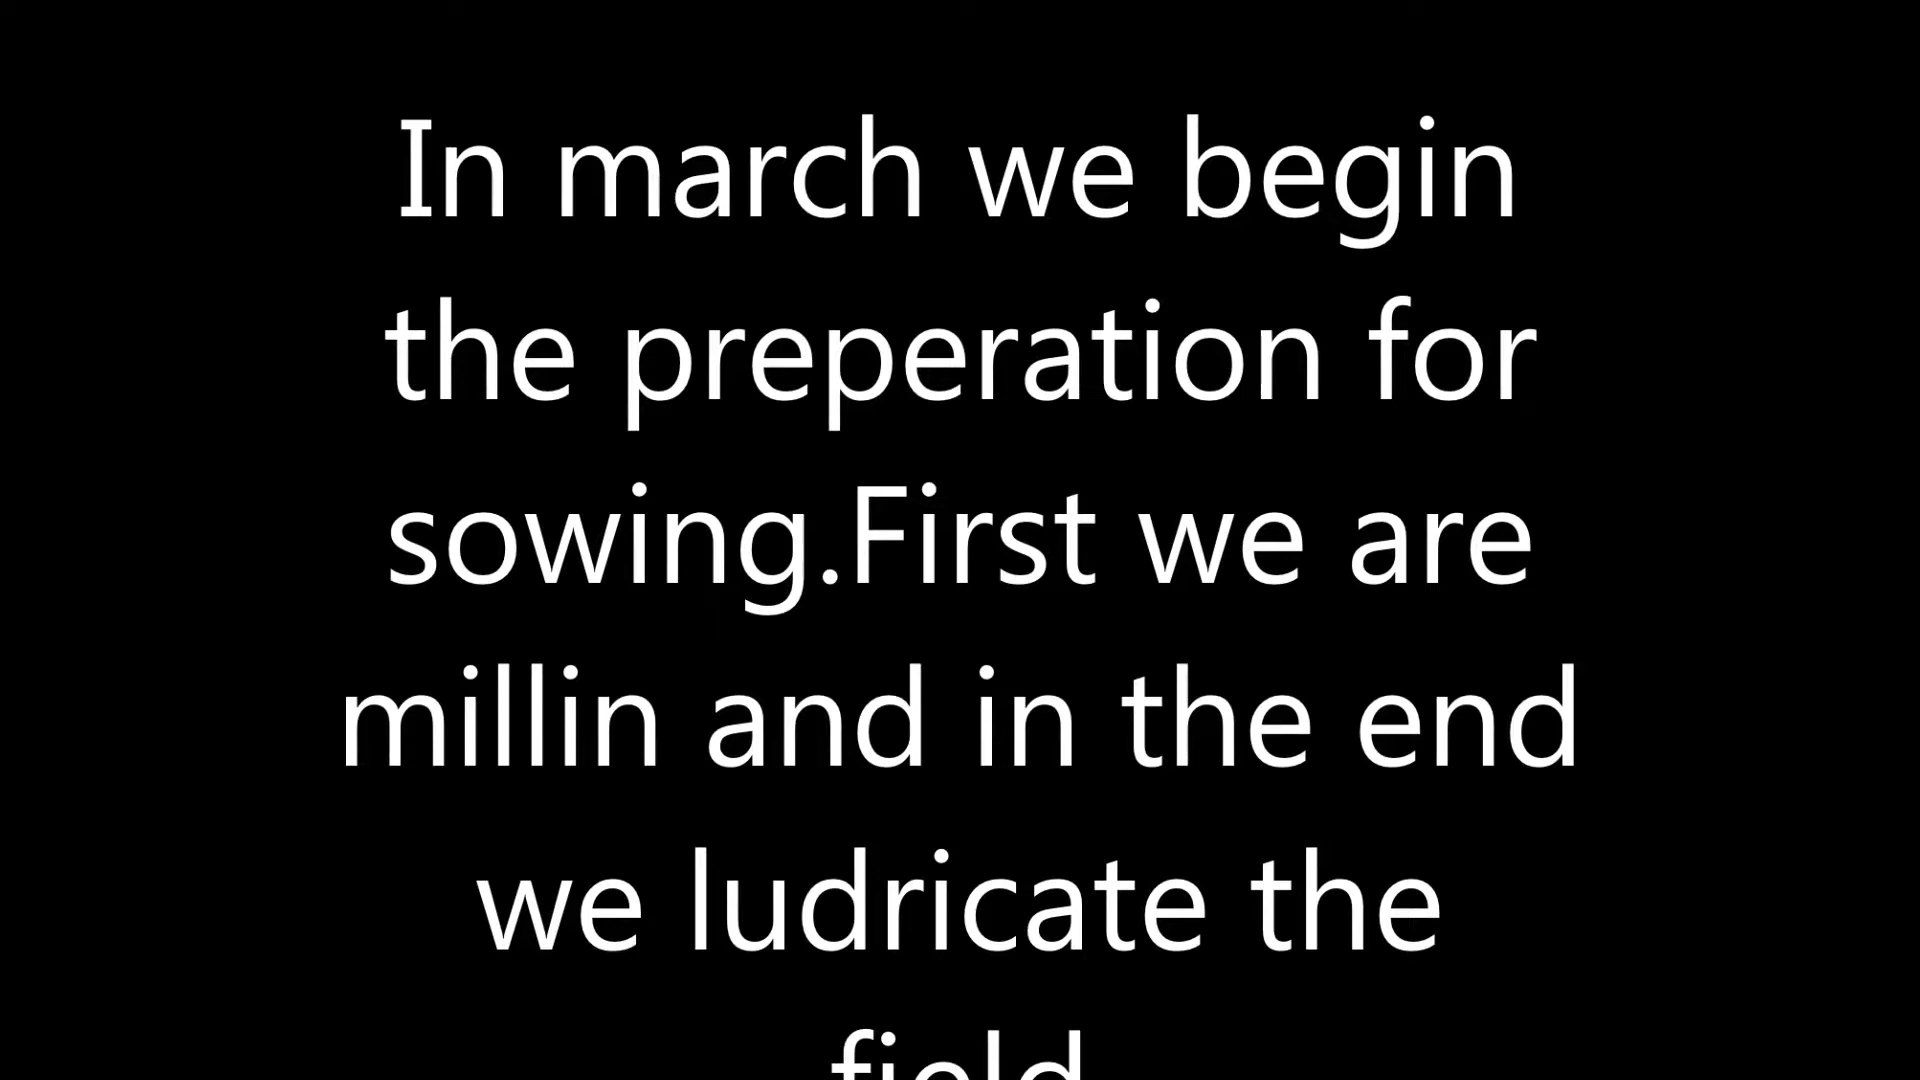 In march we begin
the preperation for
sowing.First we are
millin and in the end
we ludricate the
field